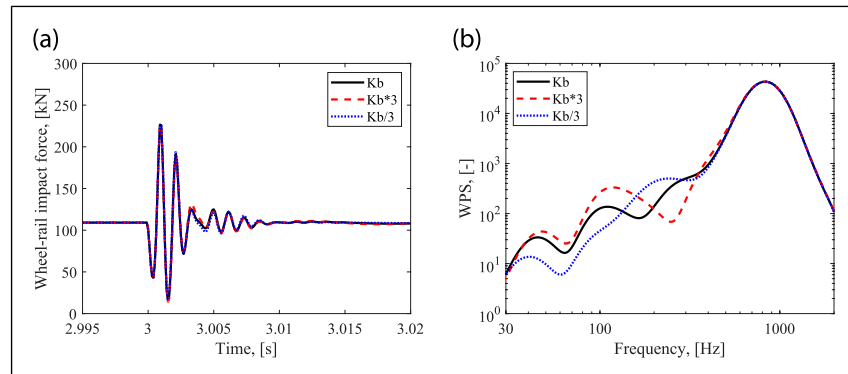 (a)
300
250
200
150
100
50
0
Wheel-rail impact force, [kN]
2.995 3 3.005 3.01 3.015 3.02
Time, [s]
Kb
Kb*3
Kb/3
(b)
10^5
10^4
10^3
10^2
10^1
10^0
WPS, [-]
30 100 1000
Frequency, [Hz]
Kb
Kb*3
Kb/3